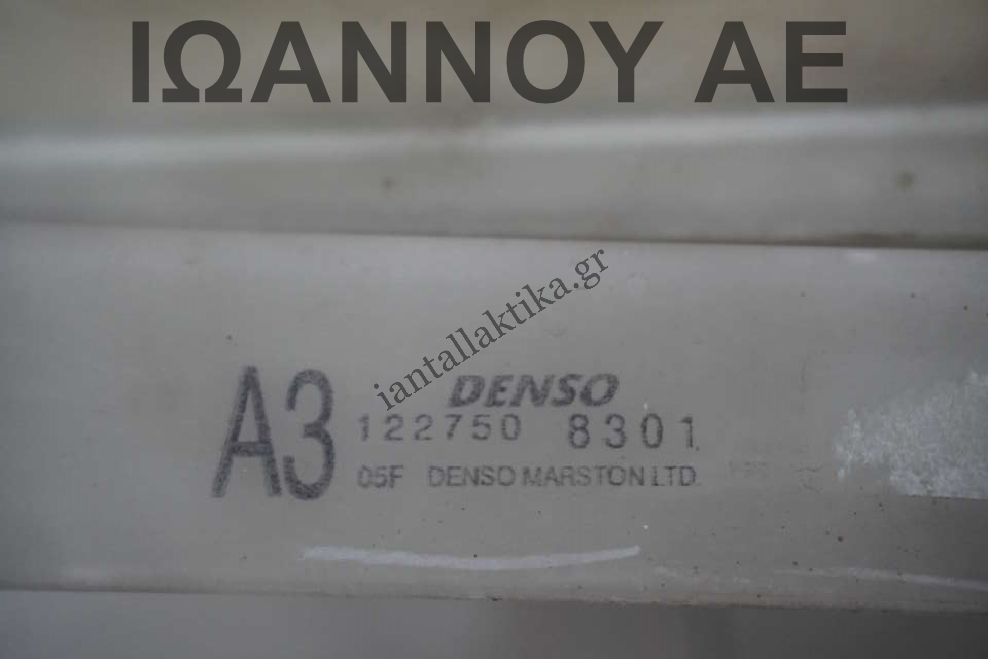 ΙΩΑΝΝΟΥ ΑΕ
iantallaktika.gr
A3
DENSO
122750 8301
05F DENSO MARSTON LTD